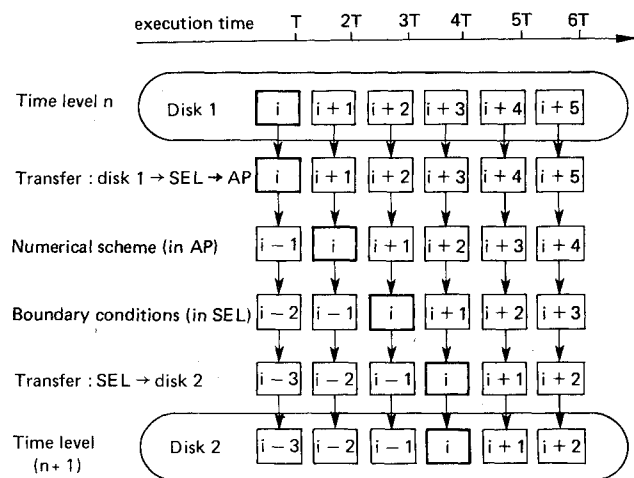 execution time T 2T 3T 4T 5T 6T
Time level n Disk 1 i i + 1 i + 2 i + 3 i + 4 i + 5
Transfer : disk 1 → SEL → AP i i + 1 i + 2 i + 3 i + 4 i + 5
Numerical scheme (in AP) i − 1 i i + 1 i + 2 i + 3 i + 4
Boundary conditions (in SEL) i − 2 i − 1 i i + 1 i + 2 i + 3
Transfer : SEL → disk 2 i − 3 i − 2 i − 1 i i + 1 i + 2
Time level Disk 2 i − 3 i − 2 i − 1 i i + 1 i + 2
(n+ 1)